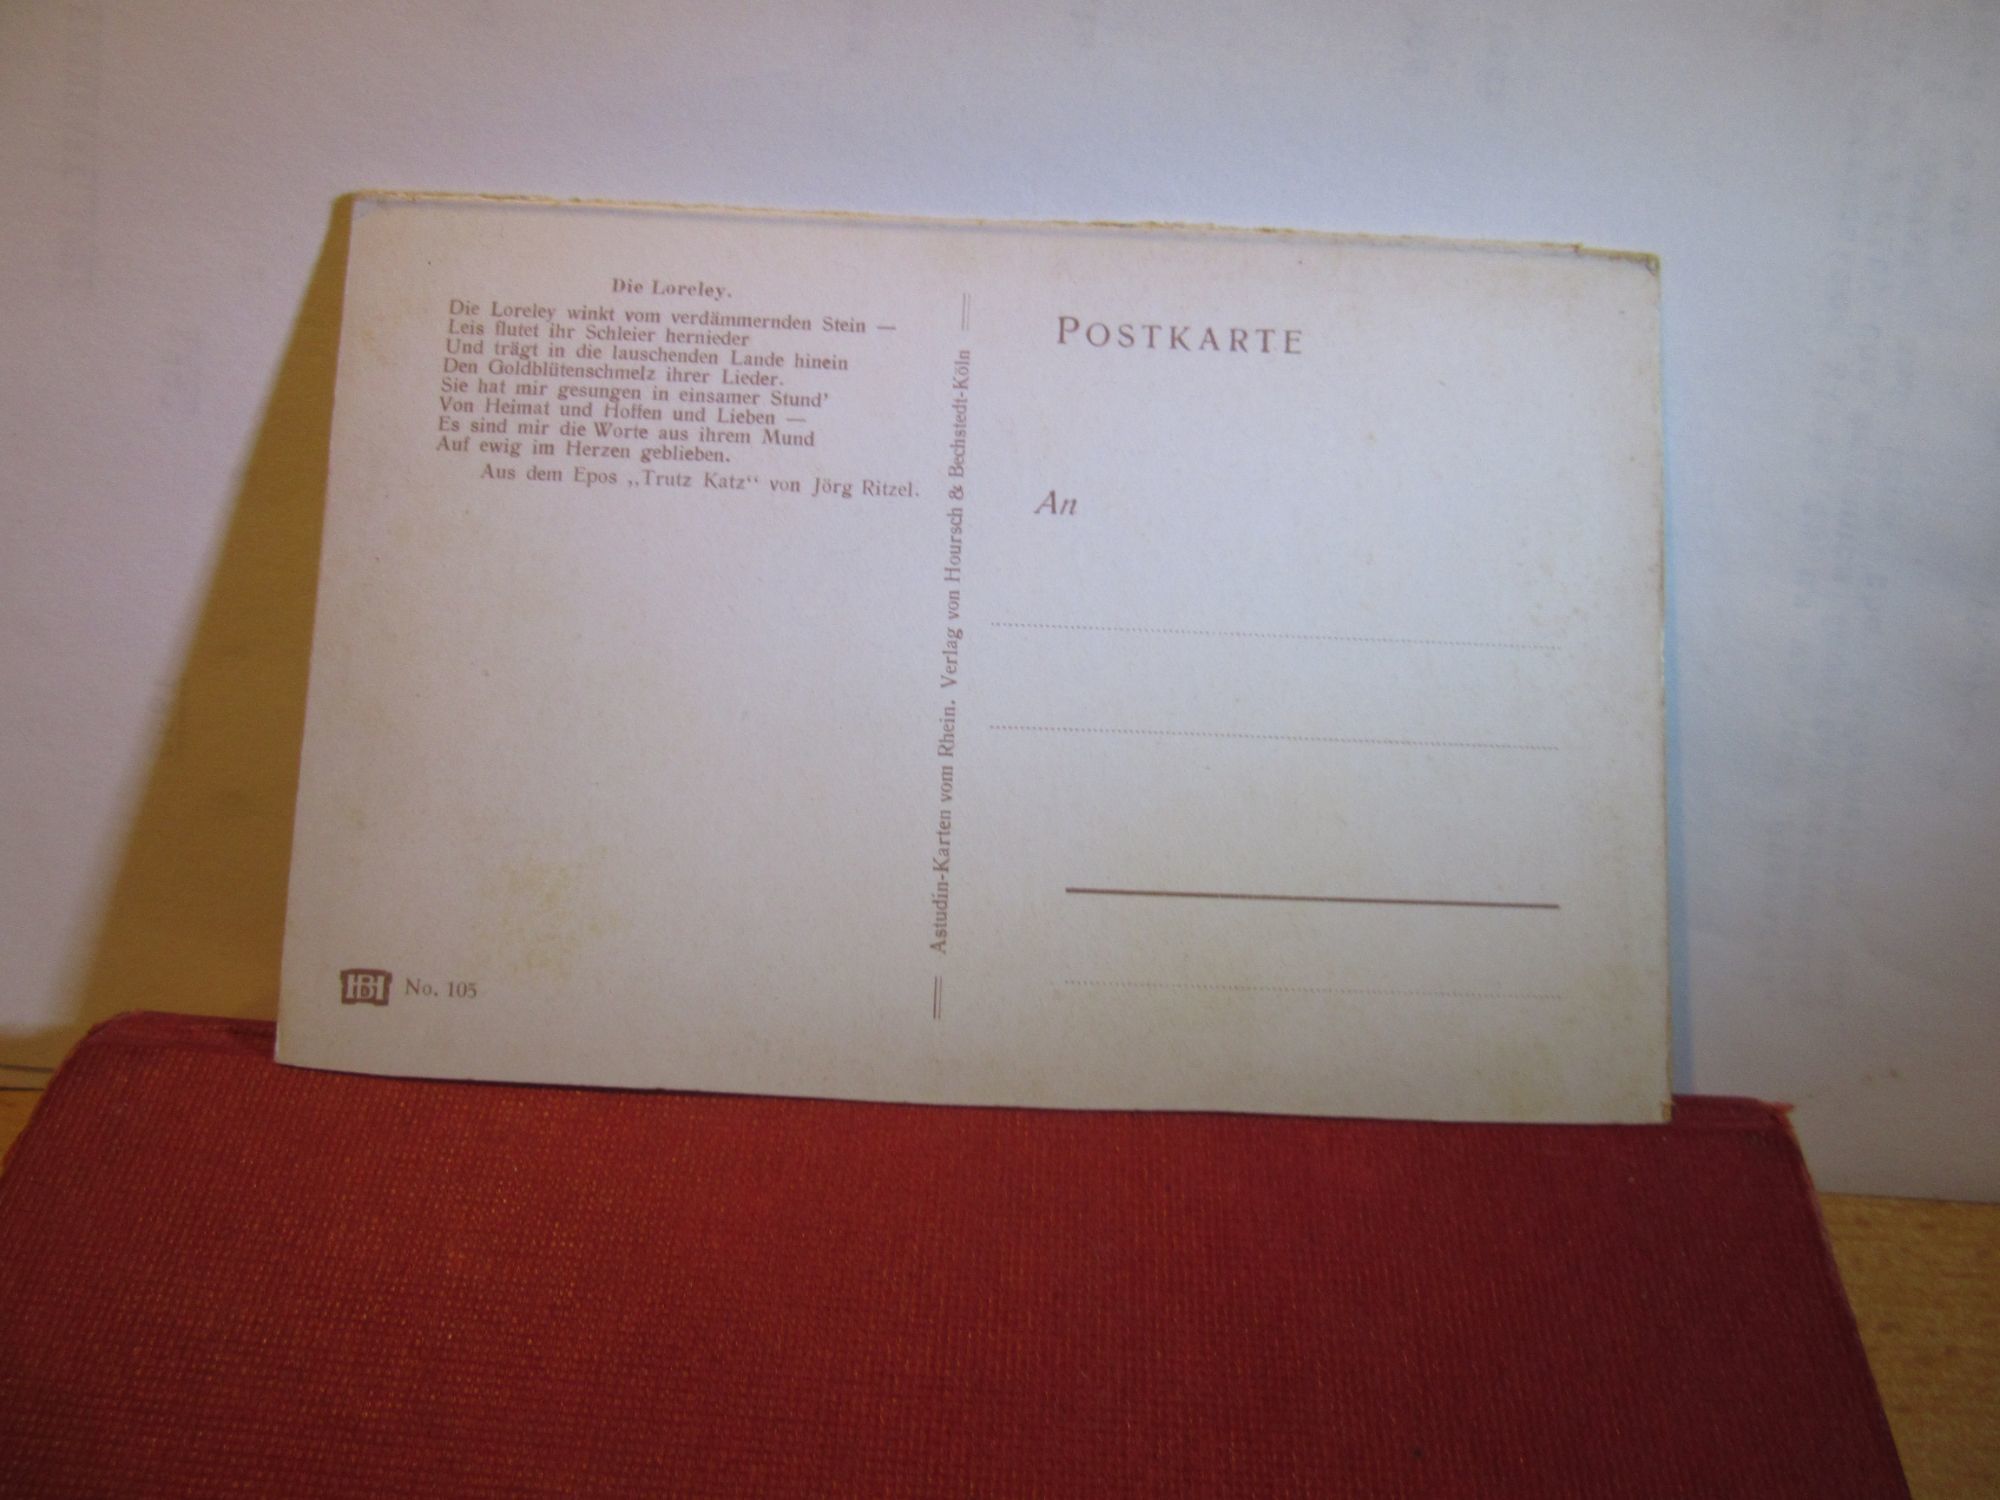 Die Loreley.
Die Loreley winkt vom verdämmernden Stein —
Leis flutet ihr Schleier hernieder
Und trägt in die lauschenden Lande hinein
Den Goldblütenschmelz ihrer Lieder.
Sie hat mir gesungen in einsamer Stund'
Von Heimat und Hoffen und Lieben —
Es sind mir die Worte aus ihrem Mund
Auf ewig im Herzen geblieben.
Aus dem Epos „Trutz Katz“ von Jörg Ritzel.
HB No. 105
Astudin-Karten vom Rhein. Verlag von Hoursch & Bechstedt-Köln
POSTKARTE
An